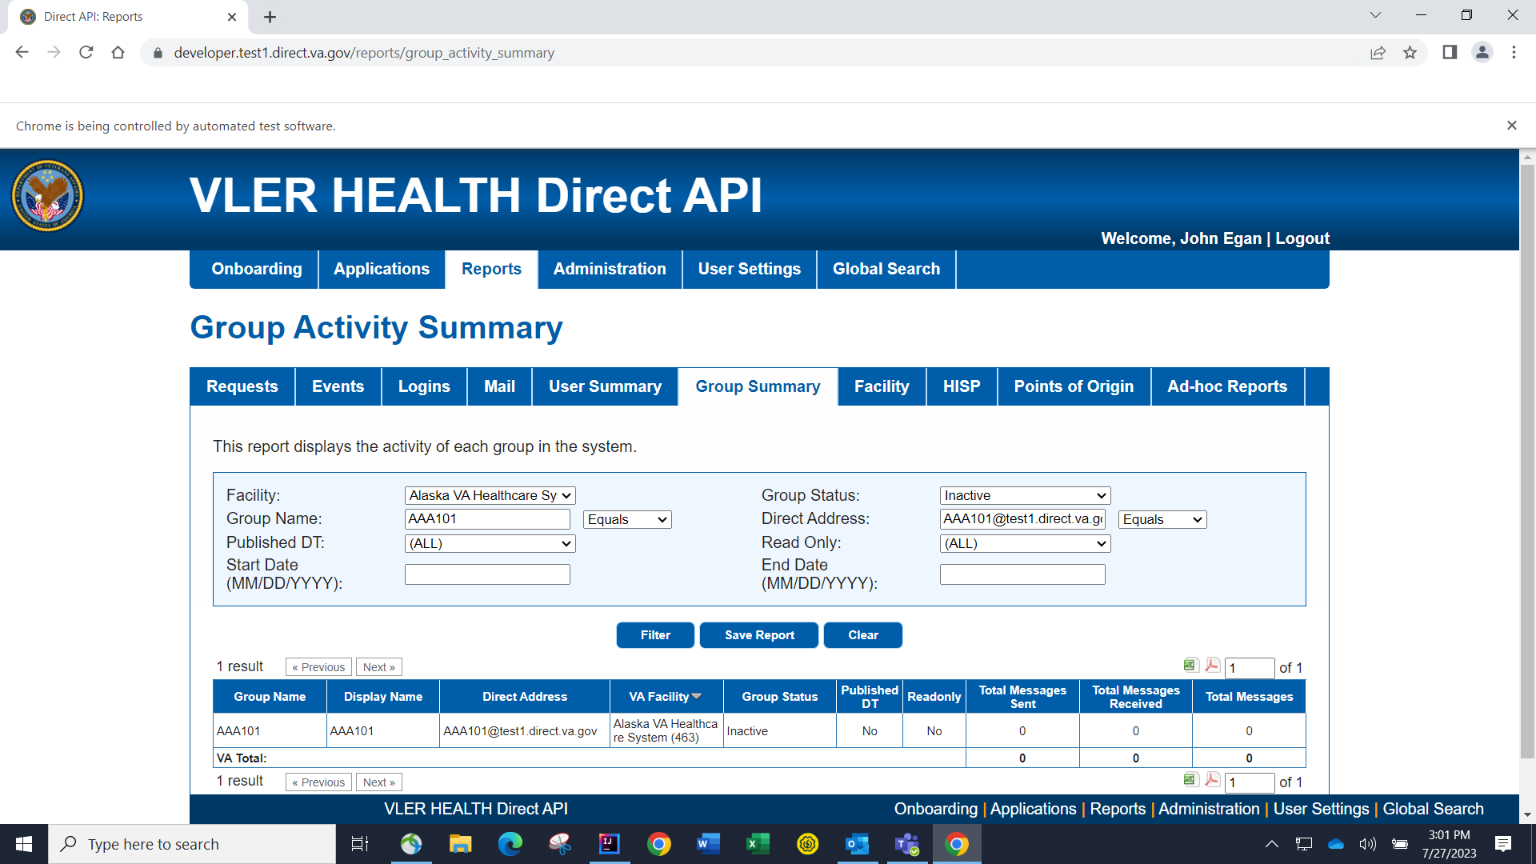 Direct API: Reports
developer.test1.direct.va.gov/reports/group_activity_summary
Chrome is being controlled by automated test software.
VLER HEALTH Direct API
Welcome, John Egan | Logout
Onboarding Applications Reports Administration User Settings Global Search
Group Activity Summary
Requests Events Logins Mail User Summary Group Summary Facility HISP Points of Origin Ad-hoc Reports
This report displays the activity of each group in the system.
Facility: Alaska VA Healthcare Sy Group Status: Inactive
Group Name: AAA101 Equals Direct Address: AAA101@test1.direct.va.go Equals
Published DT: (ALL) Read Only: (ALL)
Start Date (MM/DD/YYYY): End Date (MM/DD/YYYY):
Filter Save Report Clear
1 result « Previous Next » 1 of 1
Group Name Display Name Direct Address VA Facility Group Status Published DT Readonly Total Messages Sent Total Messages Received Total Messages
AAA101 AAA101 AAA101@test1.direct.va.gov Alaska VA Healthca
re System (463) Inactive No No 0 0 0
VA Total: 0 0 0
1 result « Previous Next » 1 of 1
VLER HEALTH Direct API Onboarding | Applications | Reports | Administration | User Settings | Global Search
Type here to search
3:01 PM
7/27/2023